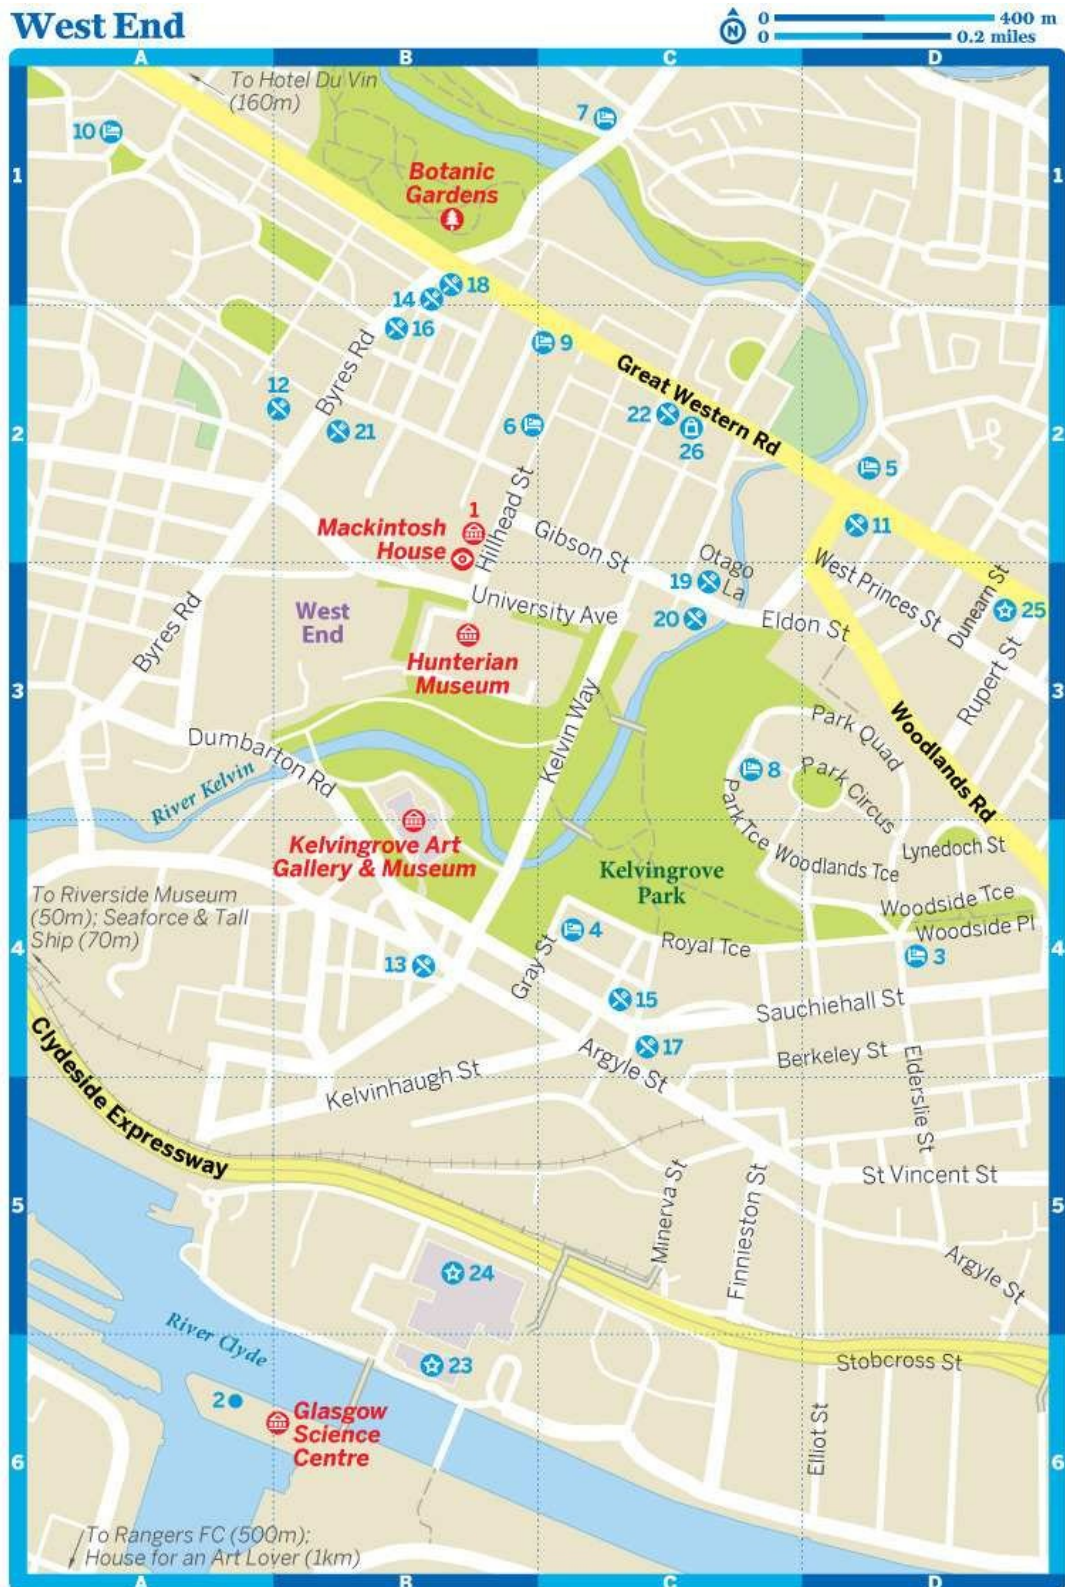 West End
0 400 m
N
0 0.2 miles
A B C D
To Hotel Du Vin
(160m)
7
10
1 1
Botanic
Gardens
18
14
16
9
Byres Rd
Great Western Rd
12
22
21
6
26
2 2
5
Hillhead St
1
11
Mackintosh
House
Gibson St
Otago
La
19
West Princes St
Dunearn St
University Ave
West
End
20
Eldon St
25
Byres Rd
Hunterian
Museum
Rupert St
3 3
Kelvin Way
Park Quad
Woodlands Rd
Dumbarton Rd
River Kelvin
8
Park Circus
Park Tce
Kelvingrove Art
Gallery & Museum
Woodlands Tce
Lynedoch St
Kelvingrove
Park
To Riverside Museum
(50m); Seaforce & Tall
Ship (70m)
Woodside Tce
Woodside Pl
4
Royal Tce
4 4
Gray St
13
3
15
Sauchiehall St
17
Argyle St
Berkeley St
Clydeside Expressway
Kelvinhaugh St
Elderslie St
St Vincent St
Minerva St
Finnieston St
5 5
24
Argyle St
River Clyde
23
Stobcross St
2
Glasgow
Science
Centre
Elliot St
6 6
To Rangers FC (500m);
House for an Art Lover (1km)
A B C D